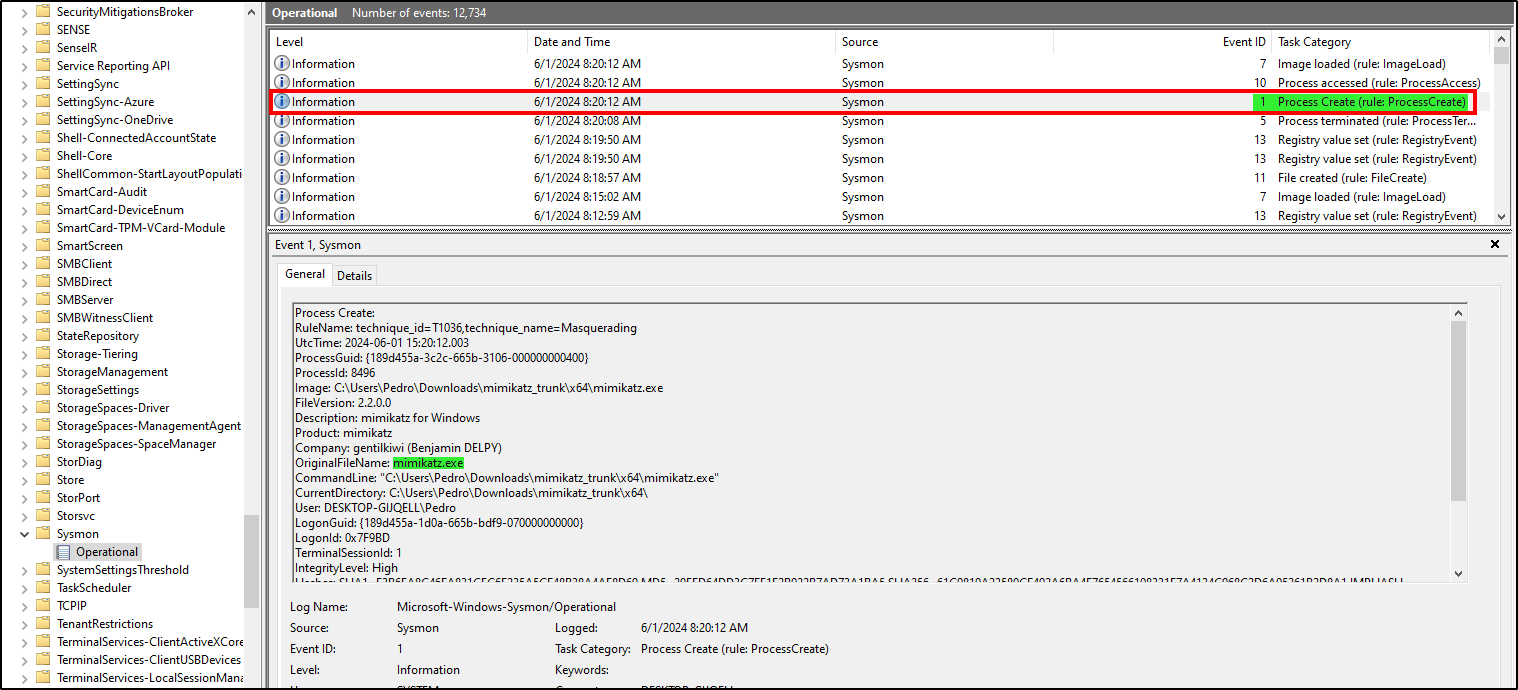 SecurityMitigationsBroker
SENSE
SenseIR
Service Reporting API
SettingSync
SettingSync-Azure
SettingSync-OneDrive
Shell-ConnectedAccountState
Shell-Core
ShellCommon-StartLayoutPopulati
SmartCard-Audit
SmartCard-DeviceEnum
SmartCard-TPM-VCard-Module
SmartScreen
SMBClient
SMBDirect
SMBServer
SMBWitnessClient
StateRepository
Storage-Tiering
StorageManagement
StorageSettings
StorageSpaces-Driver
StorageSpaces-ManagementAgent
StorageSpaces-SpaceManager
StorDiag
Store
StorPort
Storsvc
Sysmon
Operational
SystemSettingsThreshold
TaskScheduler
TCPIP
TenantRestrictions
TerminalServices-ClientActiveXCore
TerminalServices-ClientUSBDevices
TerminalServices-LocalSessionMana
Operational Number of events: 12,734
Level Date and Time Source Event ID Task Category
Information 6/1/2024 8:20:12 AM Sysmon 7 Image loaded (rule: ImageLoad)
Information 6/1/2024 8:20:12 AM Sysmon 10 Process accessed (rule: ProcessAccess)
Information 6/1/2024 8:20:12 AM Sysmon 1 Process Create (rule: ProcessCreate)
Information 6/1/2024 8:20:08 AM Sysmon 5 Process terminated (rule: ProcessTer...
Information 6/1/2024 8:19:50 AM Sysmon 13 Registry value set (rule: RegistryEvent)
Information 6/1/2024 8:19:50 AM Sysmon 13 Registry value set (rule: RegistryEvent)
Information 6/1/2024 8:18:57 AM Sysmon 11 File created (rule: FileCreate)
Information 6/1/2024 8:15:02 AM Sysmon 7 Image loaded (rule: ImageLoad)
Information 6/1/2024 8:12:59 AM Sysmon 13 Registry value set (rule: RegistryEvent)
Event 1, Sysmon
General Details
Process Create:
RuleName: technique_id=T1036,technique_name=Masquerading
UtcTime: 2024-06-01 15:20:12.003
ProcessGuid: {189d455a-3c2c-665b-3106-000000000400}
ProcessId: 8496
Image: C:\Users\Pedro\Downloads\mimikatz_trunk\x64\mimikatz.exe
FileVersion: 2.2.0.0
Description: mimikatz for Windows
Product: mimikatz
Company: gentilkiwi (Benjamin DELPY)
OriginalFileName: mimikatz.exe
CommandLine: "C:\Users\Pedro\Downloads\mimikatz_trunk\x64\mimikatz.exe"
CurrentDirectory: C:\Users\Pedro\Downloads\mimikatz_trunk\x64\
User: DESKTOP-GIJQELL\Pedro
LogonGuid: {189d455a-1d0a-665b-bdf9-070000000000}
LogonId: 0x7F9BD
TerminalSessionId: 1
IntegrityLevel: High
Log Name: Microsoft-Windows-Sysmon/Operational
Source: Sysmon Logged: 6/1/2024 8:20:12 AM
Event ID: 1 Task Category: Process Create (rule: ProcessCreate)
Level: Information Keywords: